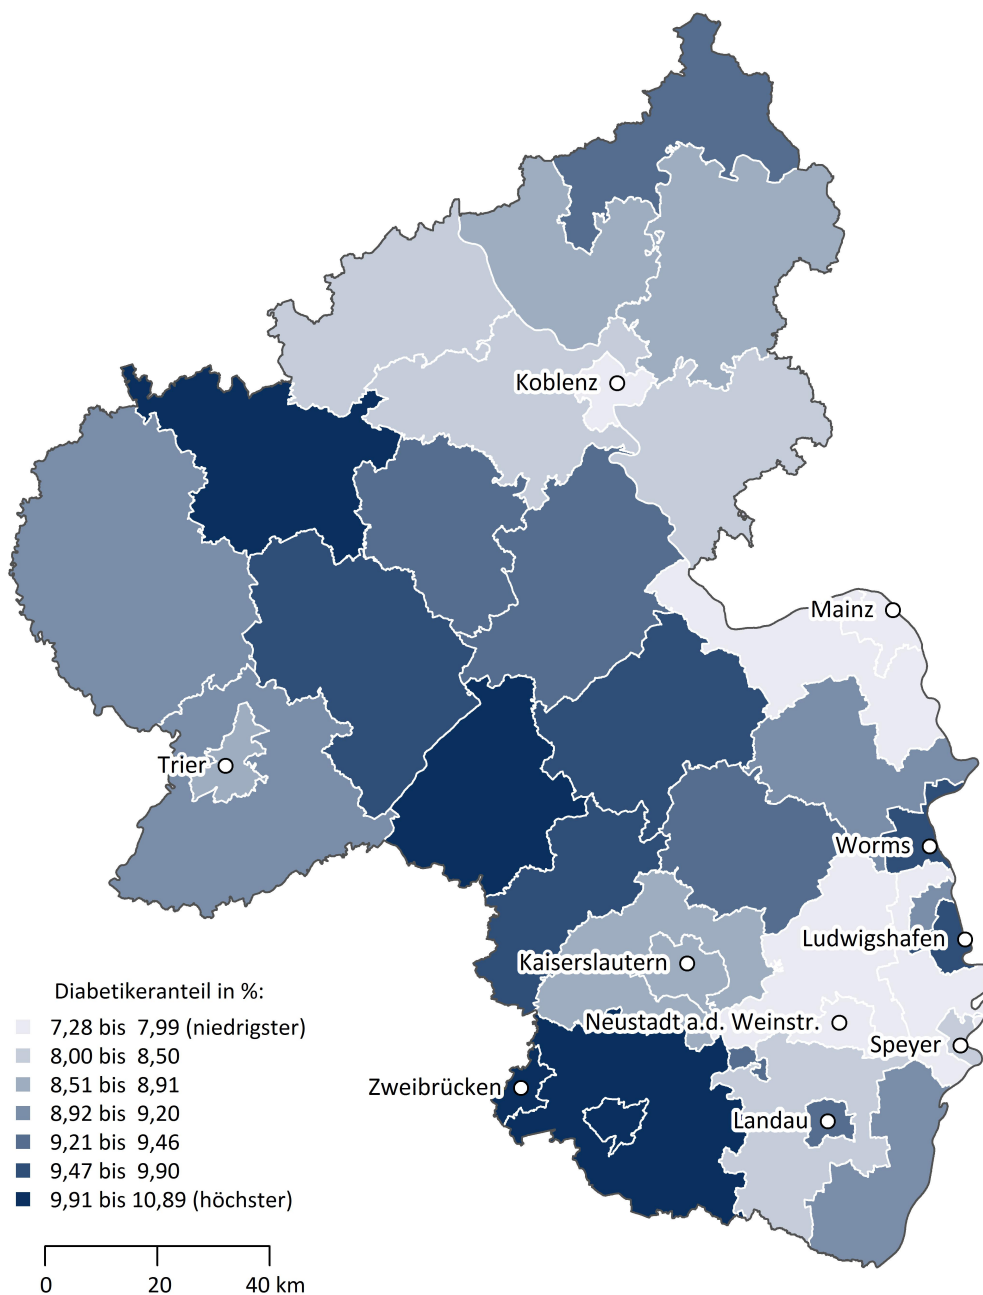 Koblenz
Mainz
Trier
Worms
Ludwigshafen
Kaiserslautern
Neustadt a.d. Weinstr.
Speyer
Zweibrücken
Landau
Diabetikeranteil in %:
7,28 bis 7,99 (niedrigster)
8,00 bis 8,50
8,51 bis 8,91
8,92 bis 9,20
9,21 bis 9,46
9,47 bis 9,90
9,91 bis 10,89 (höchster)
0 20 40 km